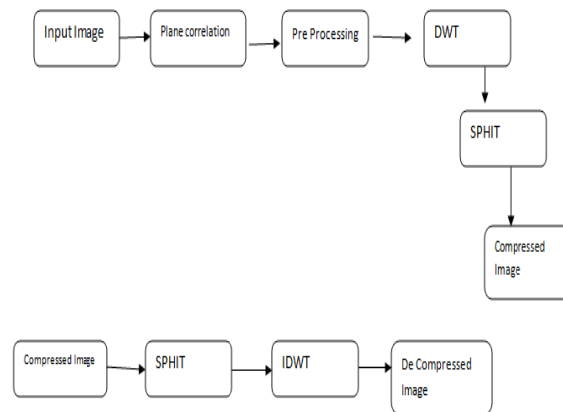 Input Image
Plane correlation
Pre Processing
DWT
SPHIT
Compressed
Image
Compressed Image
SPHIT
IDWT
De Compressed
Image